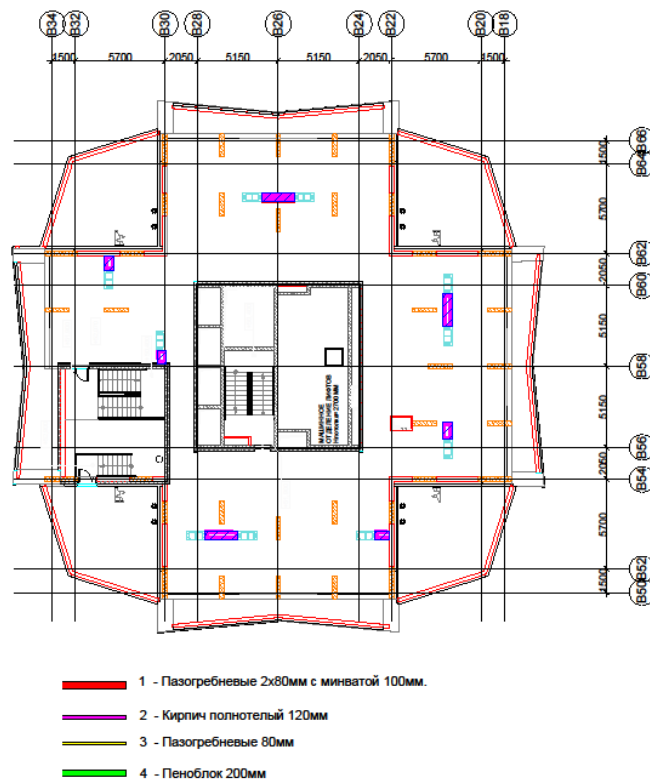 B34 B32 B30 B28 B26 B24 B22 B20 B18
1500 5700 2050 5150 5150 2050 5700 1500
B66
1500
B64
5700
B62
2050
B60
5150
B58
5150
B56
2050
B54
5700
B52
1500
B50
МАШИННОЕ
ОТДЕЛЕНИЕ ЛИФТОВ
2700 ММ
1 - Пазогребневые 2х80мм с минватой 100мм.
2 - Кирпич полнотелый 120мм
3 - Пазогребневые 80мм
4 - Пеноблок 200мм